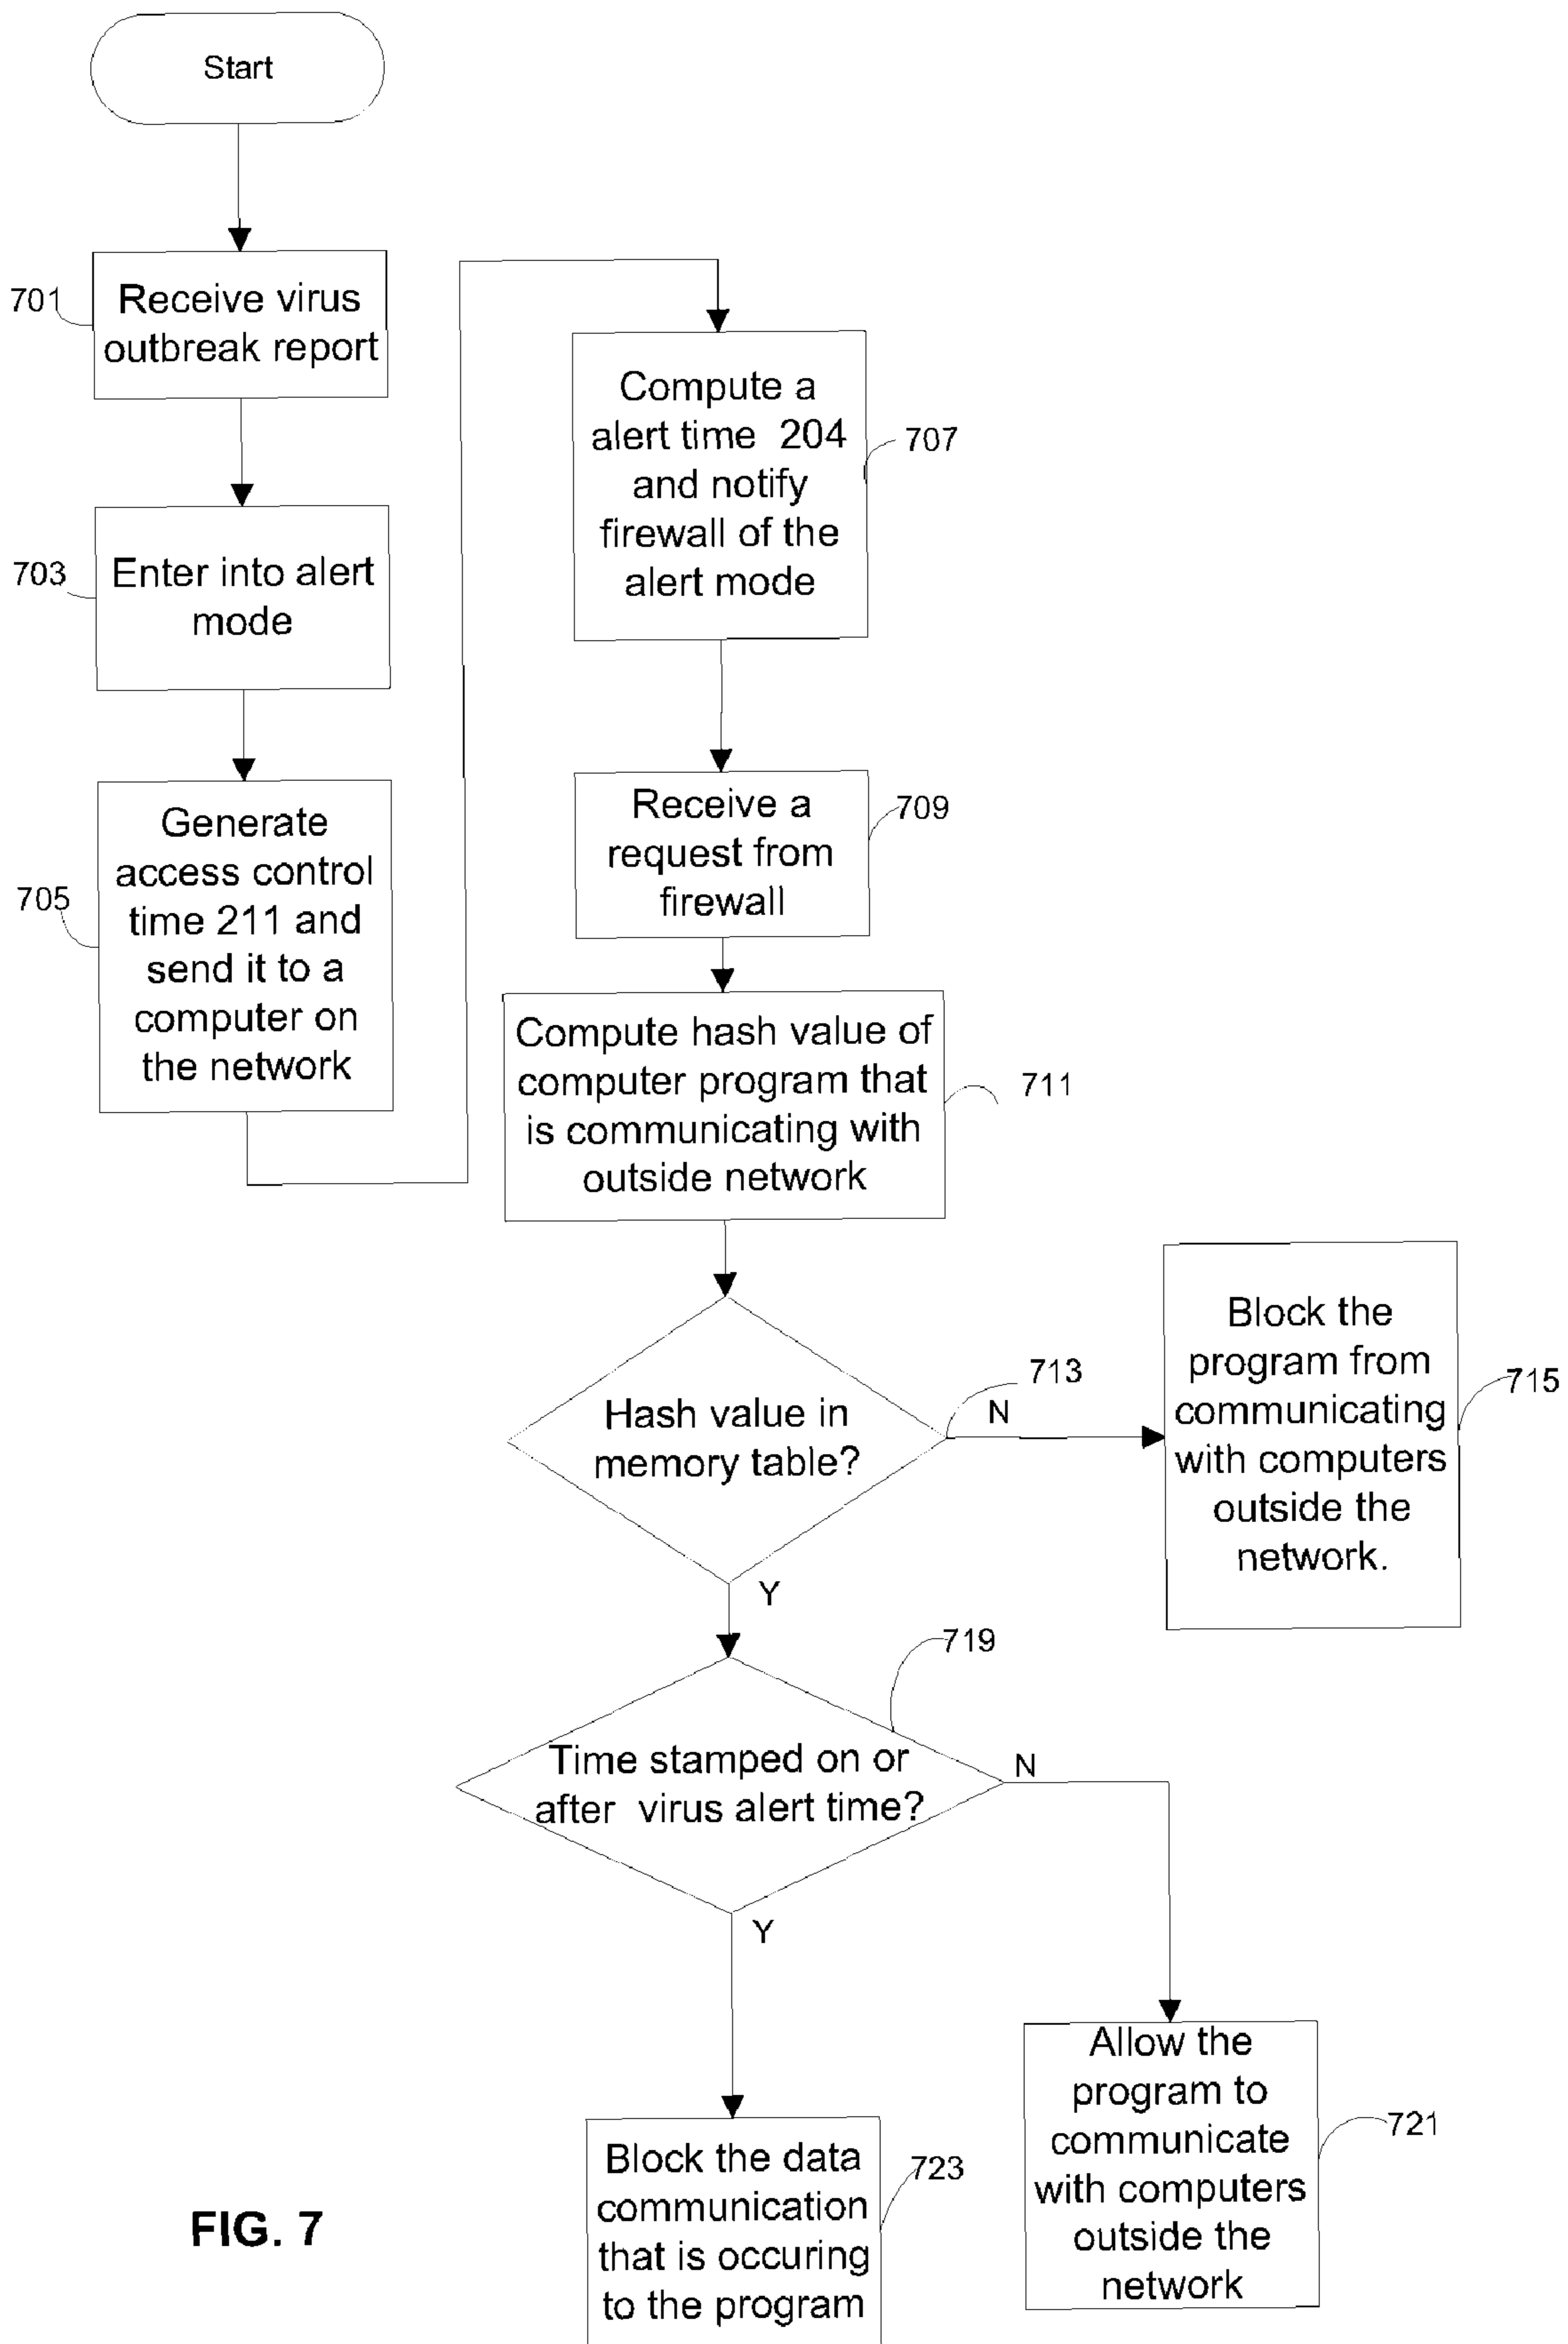 Start
701
Receive virus
outbreak report
703
Enter into alert
mode
705
Generate
access control
time 211 and
send it to a
computer on
the network
Compute a
alert time 204
and notify
firewall of the
alert mode
707
Receive a
request from
firewall
709
Compute hash value of
computer program that
is communicating with
outside network
711
Hash value in
memory table?
713
N
Block the
program from
communicating
with computers
outside the
network.
715
Y
719
Time stamped on or
after virus alert time?
N
Y
Allow the
program to
communicate
with computers
outside the
network
721
Block the data
communication
that is occuring
to the program
723
FIG. 7